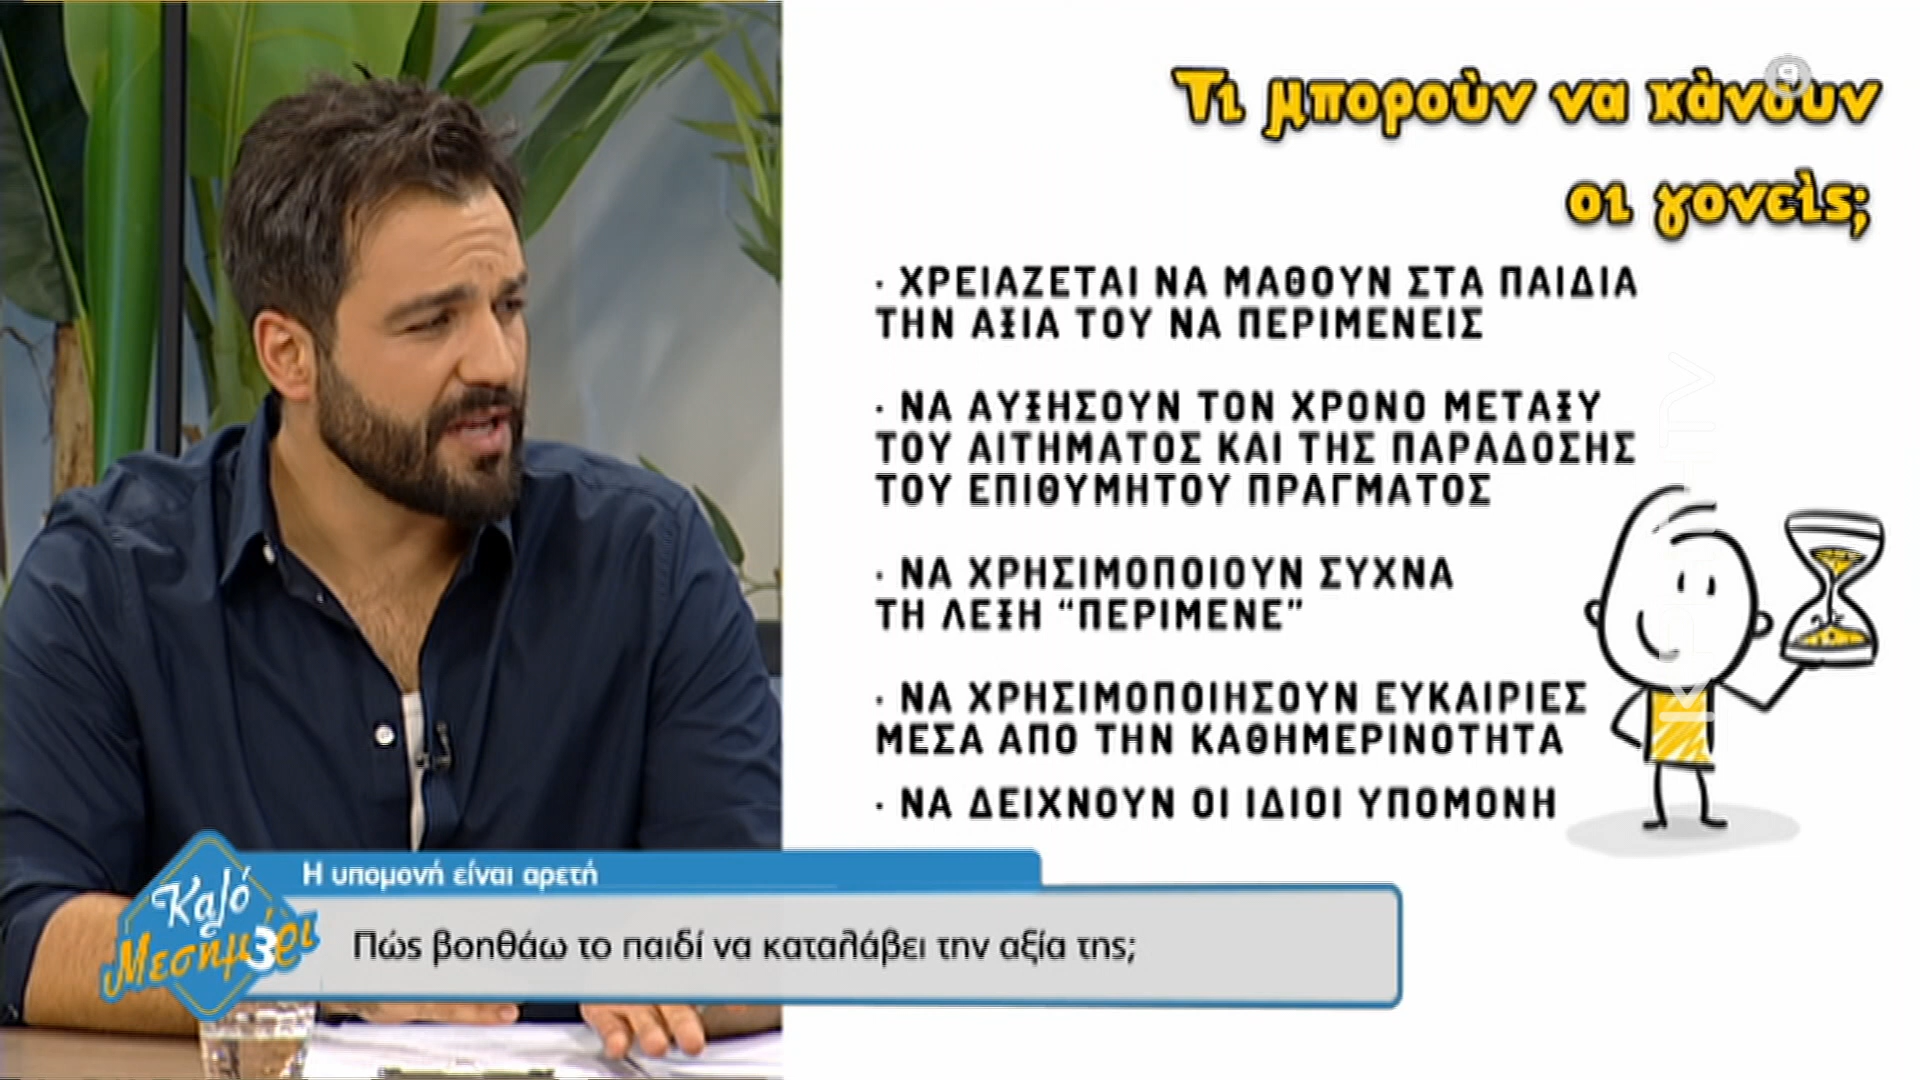 Τι μπορούν να κάνουν
οι γονείς;
· ΧΡΕΙΑΖΕΤΑΙ ΝΑ ΜΑΘΟΥΝ ΣΤΑ ΠΑΙΔΙΑ
ΤΗΝ ΑΞΙΑ ΤΟΥ ΝΑ ΠΕΡΙΜΕΝΕΙΣ
· ΝΑ ΑΥΞΗΣΟΥΝ ΤΟΝ ΧΡΟΝΟ ΜΕΤΑΞΥ
ΤΟΥ ΑΙΤΗΜΑΤΟΣ ΚΑΙ ΤΗΣ ΠΑΡΑΔΟΣΗΣ
ΤΟΥ ΕΠΙΘΥΜΗΤΟΥ ΠΡΑΓΜΑΤΟΣ
· ΝΑ ΧΡΗΣΙΜΟΠΟΙΟΥΝ ΣΥΧΝΑ
ΤΗ ΛΕΞΗ “ΠΕΡΙΜΕΝΕ”
· ΝΑ ΧΡΗΣΙΜΟΠΟΙΗΣΟΥΝ ΕΥΚΑΙΡΙΕΣ
ΜΕΣΑ ΑΠΟ ΤΗΝ ΚΑΘΗΜΕΡΙΝΟΤΗΤΑ
· ΝΑ ΔΕΙΧΝΟΥΝ ΟΙ ΙΔΙΟΙ ΥΠΟΜΟΝΗ
Η υπομονή είναι αρετή
Καλό
Μεσημ3ρι
Πώς βοηθάω το παιδί να καταλάβει την αξία της;